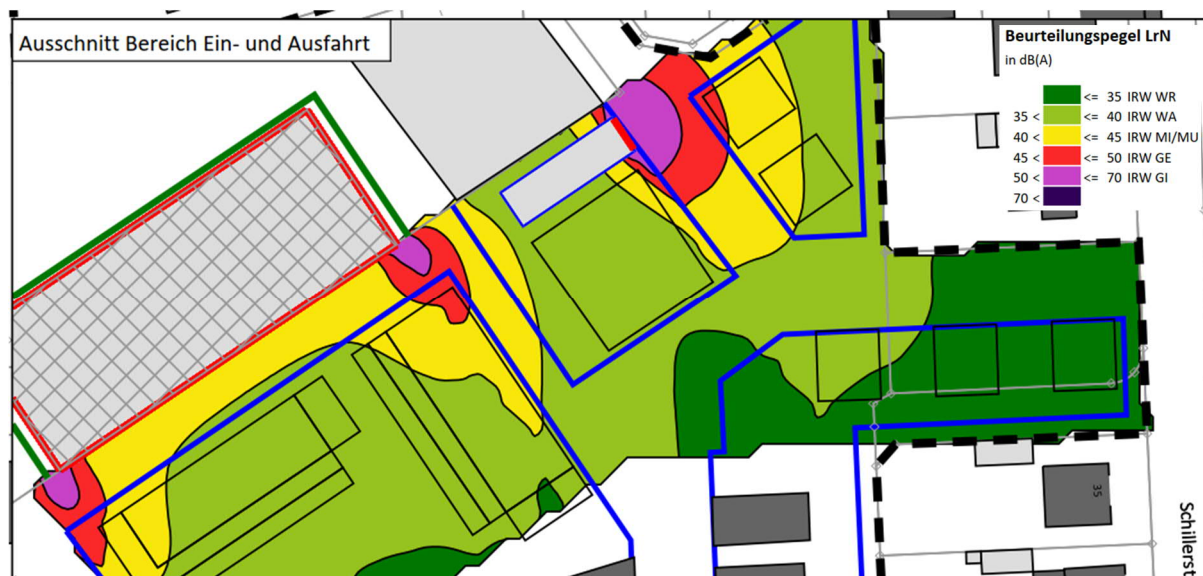 Ausschnitt Bereich Ein- und Ausfahrt
Beurteilungspegel LrN
in dB(A)
<= 35 IRW WR
35 < <= 40 IRW WA
40 < <= 45 IRW MI/MU
45 < <= 50 IRW GE
50 < <= 70 IRW GI
70 <
35
Schillerst